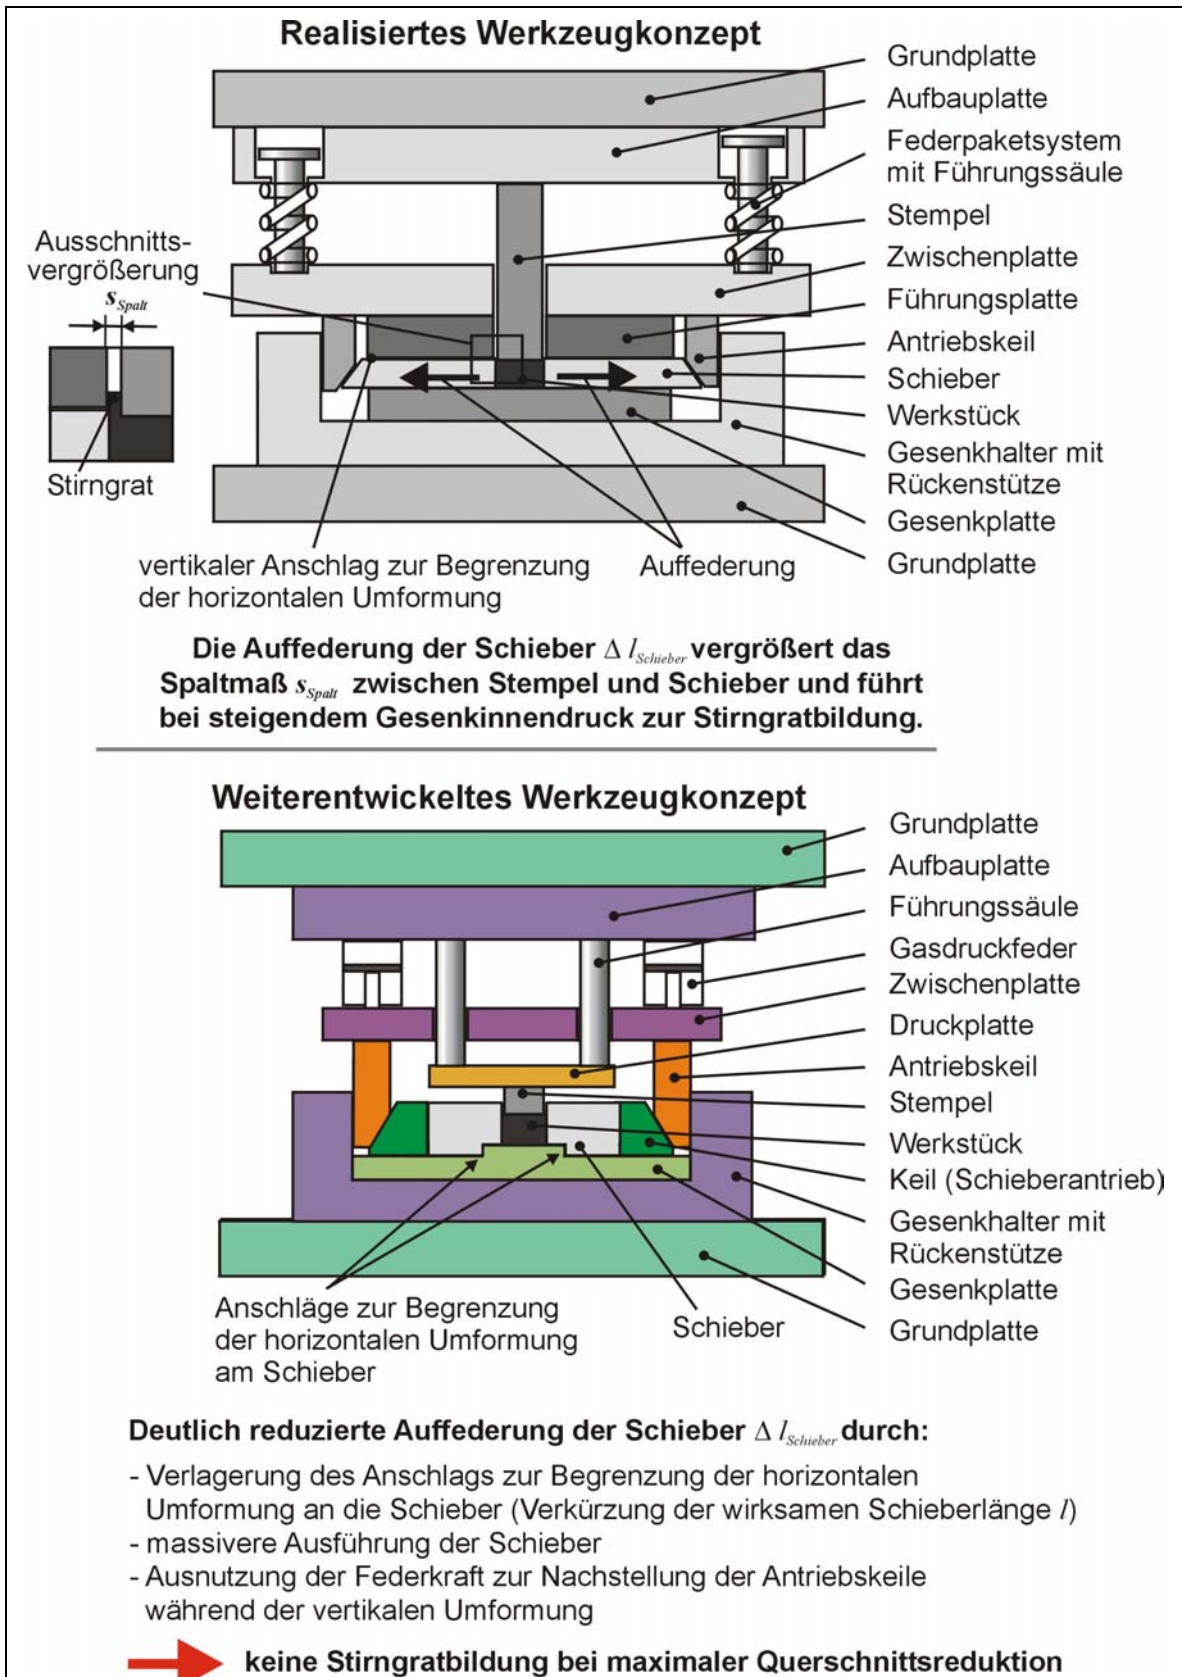 Realisiertes Werkzeugkonzept
Grundplatte
Aufbauplatte
Federpaketsystem
mit Führungssäule
Stempel
Zwischenplatte
Führungsplatte
Antriebskeil
Schieber
Werkstück
Gesenkhalter mit
Rückenstütze
Gesenkplatte
Grundplatte
Ausschnitts-
vergrößerung
s Spalt
Stirngrat
vertikaler Anschlag zur Begrenzung
der horizontalen Umformung
Auffederung
Die Auffederung der Schieber Δ l Schieber vergrößert das
Spaltmaß s Spalt zwischen Stempel und Schieber und führt
bei steigendem Gesenkinnendruck zur Stirngratbildung.
Weiterentwickeltes Werkzeugkonzept
Grundplatte
Aufbauplatte
Führungssäule
Gasdruckfeder
Zwischenplatte
Druckplatte
Antriebskeil
Stempel
Werkstück
Keil (Schieberantrieb)
Gesenkhalter mit
Rückenstütze
Gesenkplatte
Grundplatte
Anschläge zur Begrenzung
der horizontalen Umformung
am Schieber
Schieber
Deutlich reduzierte Auffederung der Schieber Δ l Schieber durch:
- Verlagerung des Anschlags zur Begrenzung der horizontalen
Umformung an die Schieber (Verkürzung der wirksamen Schieberlänge l)
- massivere Ausführung der Schieber
- Ausnutzung der Federkraft zur Nachstellung der Antriebskeile
während der vertikalen Umformung
keine Stirngratbildung bei maximaler Querschnittsreduktion